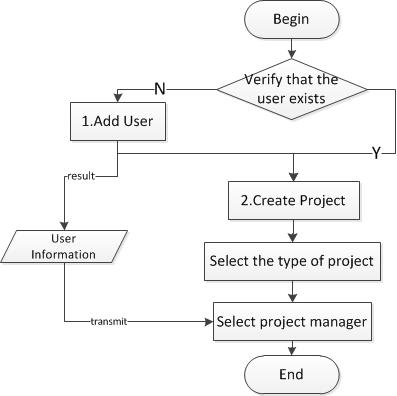 Begin
Verify that the
user exists
N
1.Add User
Y
result
2.Create Project
User
Information
Select the type of project
transmit
Select project manager
End